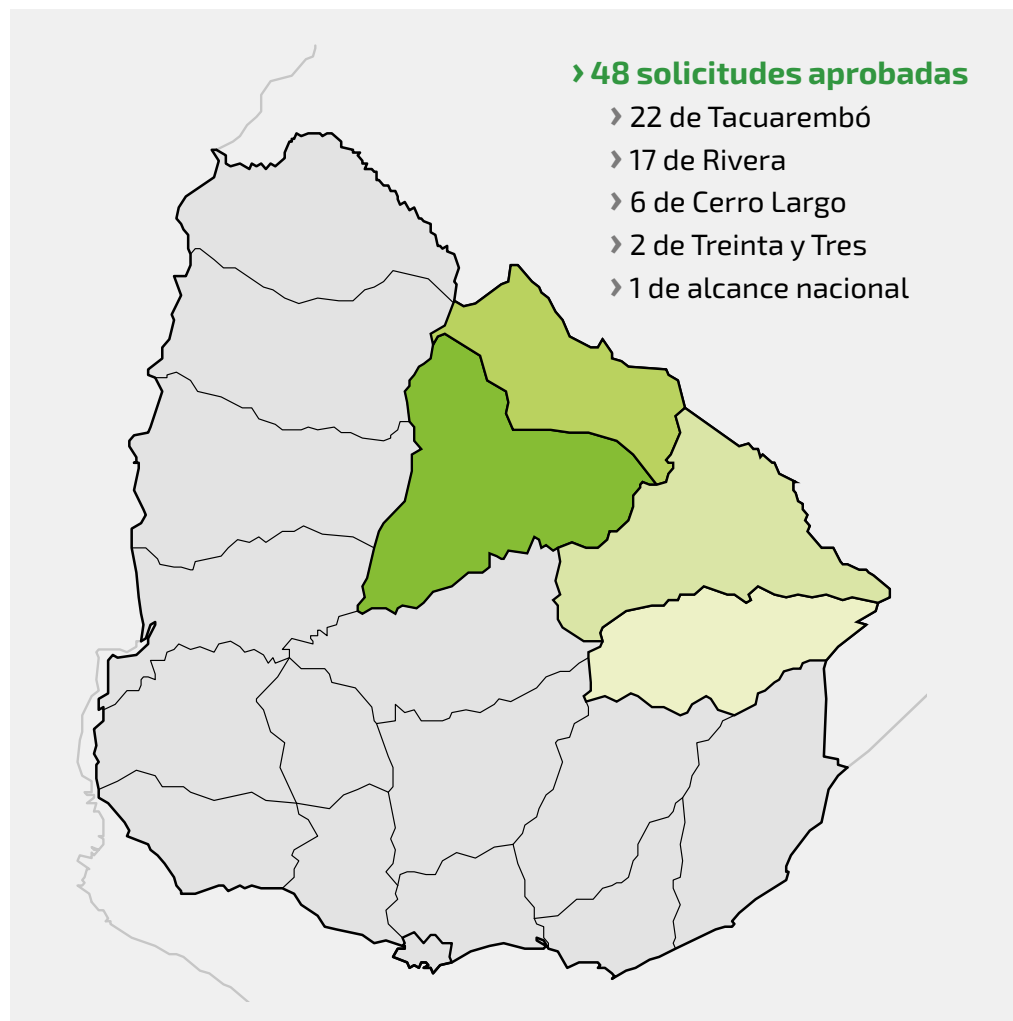 › 48 solicitudes aprobadas
› 22 de Tacuarembó
› 17 de Rivera
› 6 de Cerro Largo
› 2 de Treinta y Tres
› 1 de alcance nacional